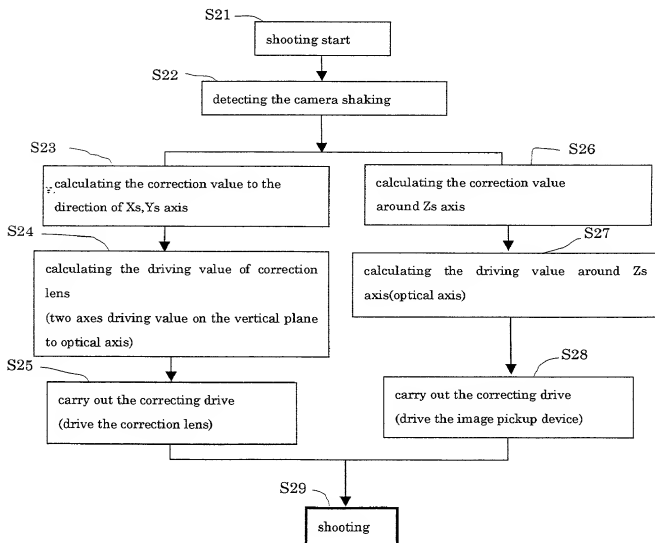 S21
shooting start
S22
detecting the camera shaking
S23
calculating the correction value to the
direction of Xs,Ys axis
S26
calculating the correction value
around Zs axis
S24
calculating the driving value of correction
lens
(two axes driving value on the vertical plane
to optical axis)
S27
calculating the driving value around Zs
axis(optical axis)
S25
carry out the correcting drive
(drive the correction lens)
S28
carry out the correcting drive
(drive the image pickup device)
S29
shooting